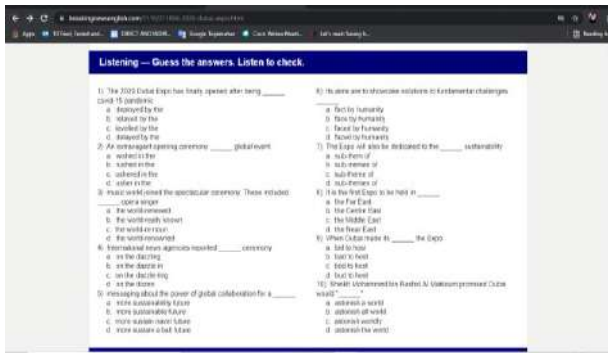 Listening — Guess the answers. Listen to check.
1) The 2020 Dubai Expo has finally opened after being ______
covid-19 pandemic
a. deployed by the
b. relayed by the
c. levelled by the
d. delayed by the
2) An extravagant opening ceremony ______ global event
a. washed in the
b. rushed in the
c. ushered in the
d. usher in the
3) music world joined the spectacular ceremony. These included
______ opera singer
a. the world-renewed
b. the world really known
c. the world re noun
d. the world-renowned
4) International news agencies reported ______ ceremony
a. on the dazzling
b. on the dazzle in
c. on the dazzle ring
d. on the dozen
5) messaging about the power of global collaboration for a ______
a. more sustainability future
b. more sustainable future
c. more sustain navel future
d. more sustain a bull future
6) Its aims are to showcase solutions to fundamental challenges
______
a. fact by humanity
b. face by humanity
c. faced by humanity
d. faced by humanity
7) The Expo will also be dedicated to the ______ sustainability
a. sub-them of
b. sub-memes of
c. sub-theme of
d. sub-themes of
8) It is the first Expo to be held in ______
a. the Far East
b. the Centre East
c. the Middle East
d. the Near East
9) When Dubai made its ______ the Expo
a. bid to host
b. bad to host
c. bed to host
d. bud to host
10) Sheikh Mohammed bin Rashid Al Maktoum promised Dubai
would "______"
a. astonish a world
b. astonish all world
c. astonish worldly
d. astonish the world